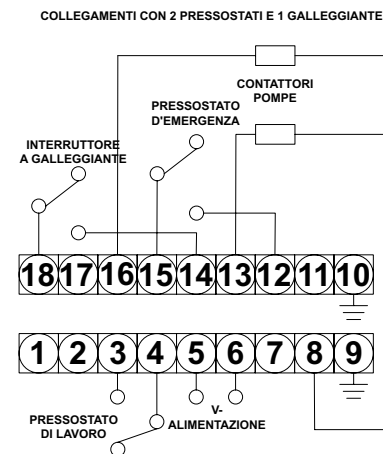 COLLEGAMENTI CON 2 PRESSOSTATI E 1 GALLEGGIANTE
CONTATTORI
POMPE
PRESSOSTATO
D'EMERGENZA
INTERRUTTORE
A GALLEGGIANTE
18 17 16 15 14 13 12 11 10
1 2 3 4 5 6 7 8 9
PRESSOSTATO
DI LAVORO
V-
ALIMENTAZIONE